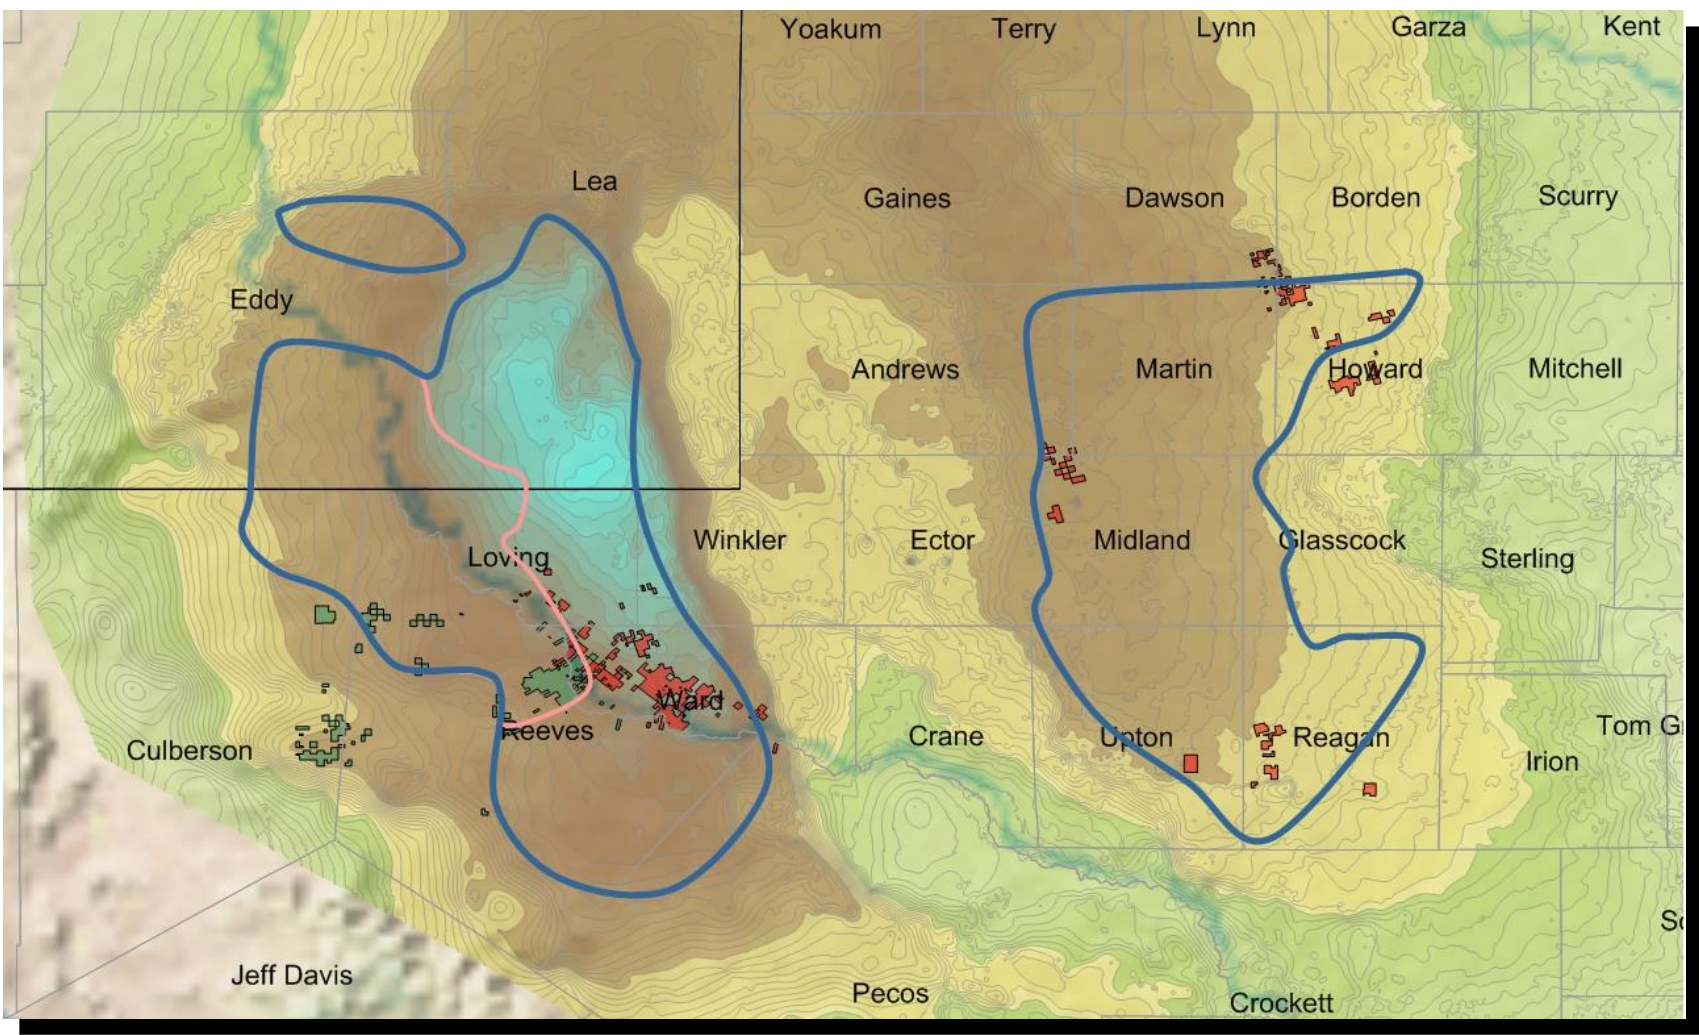 Yoakum
Terry
Lynn
Garza
Kent
Lea
Gaines
Dawson
Borden
Scurry
Eddy
Andrews
Martin
Howard
Mitchell
Loving
Winkler
Ector
Midland
Glasscock
Sterling
Ward
Reeves
Culberson
Crane
Upton
Reagan
Tom Gr
Irion
Jeff Davis
Pecos
Crockett